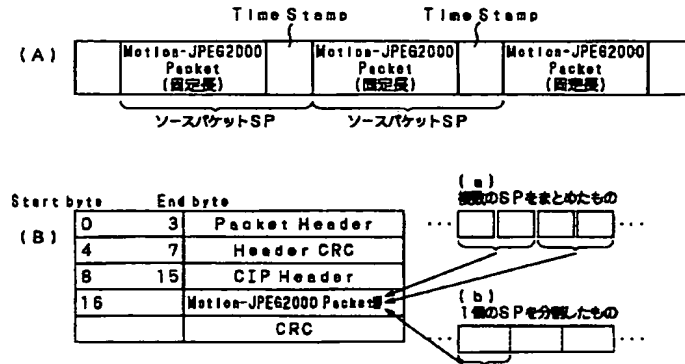 Time Stamp Time Stamp
(A)
Motion-JPEG2000 Packet (固定長)
Motion-JPEG2000 Packet (固定長)
Motion-JPEG2000 Packet (固定長)
ソースパケットSP ソースパケットSP
(B)
Start byte End byte
0 3 Packet Header
4 7 Header CRC
8 15 CIP Header
16 Motion-JPEG2000 Packet群
CRC
(a)
複数のSPをまとめたもの
... ...
(b)
1個のSPを分割したもの
... ...